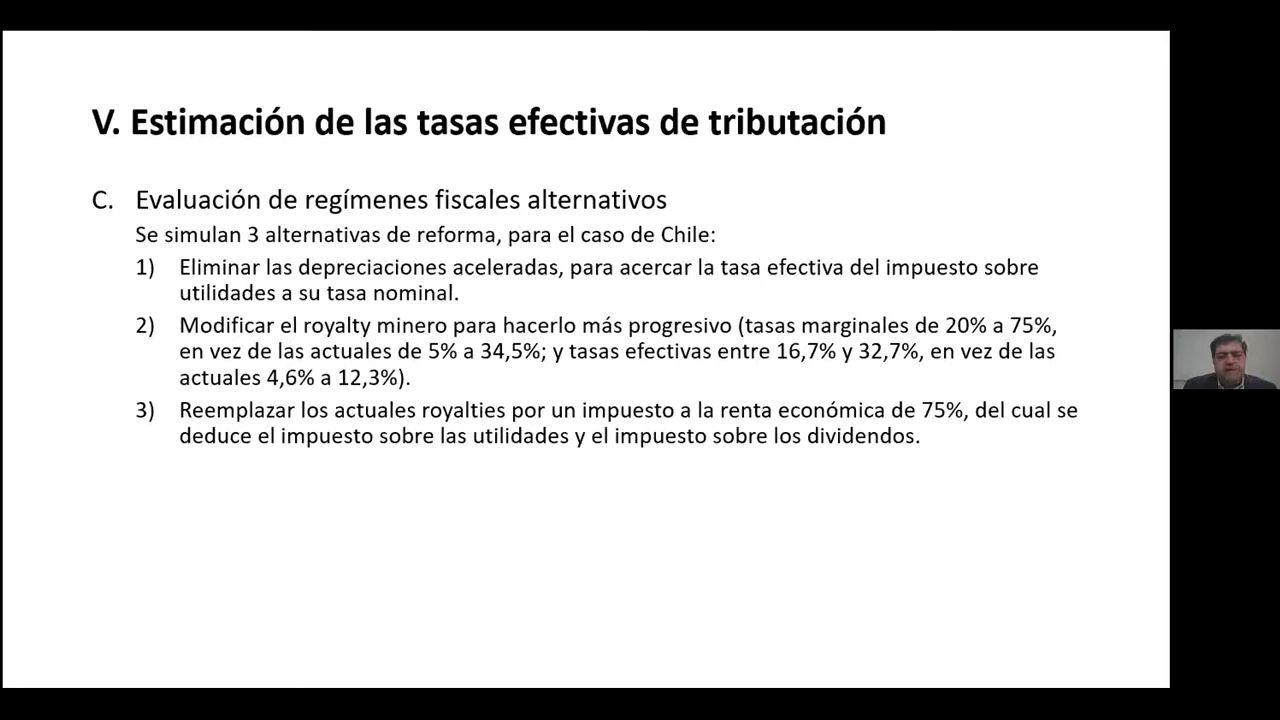 V. Estimación de las tasas efectivas de tributación
C. Evaluación de regímenes fiscales alternativos
Se simulan 3 alternativas de reforma, para el caso de Chile:
1) Eliminar las depreciaciones aceleradas, para acercar la tasa efectiva del impuesto sobre
utilidades a su tasa nominal.
2) Modificar el royalty minero para hacerlo más progresivo (tasas marginales de 20% a 75%,
en vez de las actuales de 5% a 34,5%; y tasas efectivas entre 16,7% y 32,7%, en vez de las
actuales 4,6% a 12,3%).
3) Reemplazar los actuales royalties por un impuesto a la renta económica de 75%, del cual se
deduce el impuesto sobre las utilidades y el impuesto sobre los dividendos.